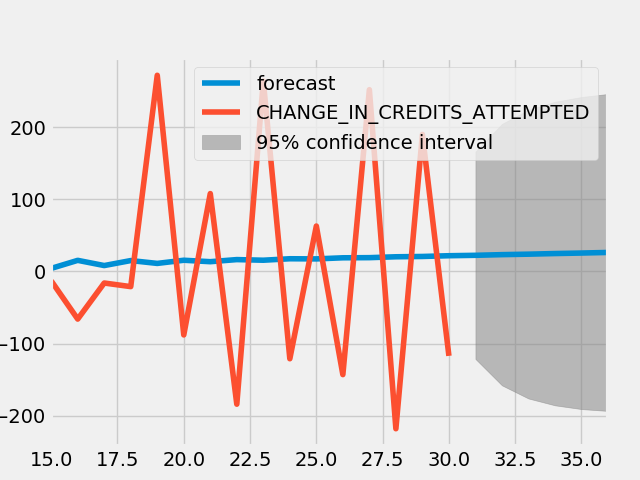 forecast
CHANGE_IN_CREDITS_ATTEMPTED
95% confidence interval
200
100
0
−100
−200
15.0 17.5 20.0 22.5 25.0 27.5 30.0 32.5 35.0